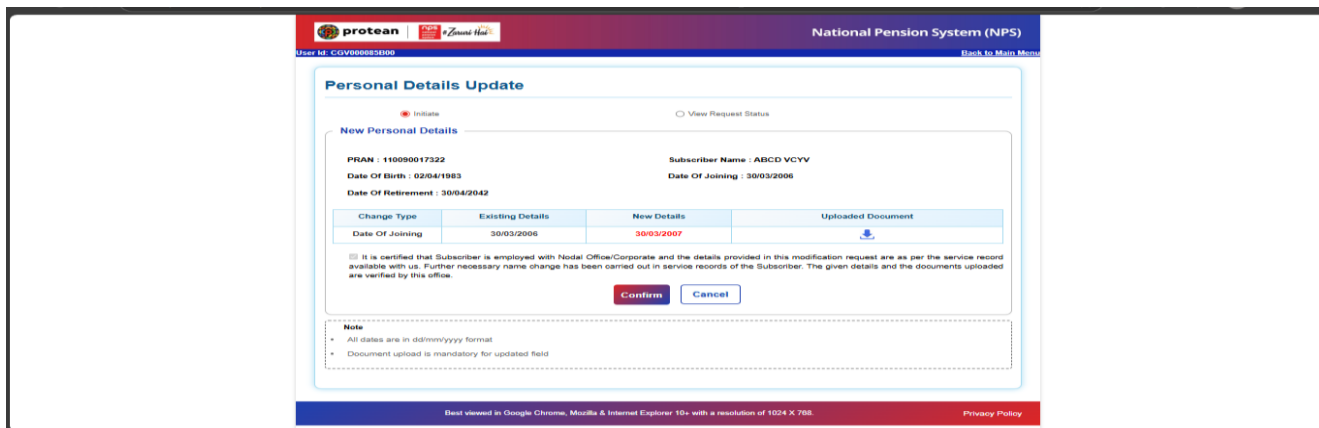 protean nps #Zaruri Hai National Pension System (NPS)
User Id: CGV000085B00 Back to Main Menu
Personal Details Update
Initiate View Request Status
New Personal Details
PRAN : 110090017322 Subscriber Name : ABCD VCYV
Date Of Birth : 02/04/1983 Date Of Joining : 30/03/2006
Date Of Retirement : 30/04/2042
Change Type Existing Details New Details Uploaded Document
Date Of Joining 30/03/2006 30/03/2007
It is certified that Subscriber is employed with Nodal Office/Corporate and the details provided in this modification request are as per the service record
available with us. Further necessary name change has been carried out in service records of the Subscriber. The given details and the documents uploaded
are verified by this office.
Confirm Cancel
Note
All dates are in dd/mm/yyyy format
Document upload is mandatory for updated field
Best viewed in Google Chrome, Mozilla & Internet Explorer 10+ with a resolution of 1024 X 768. Privacy Policy